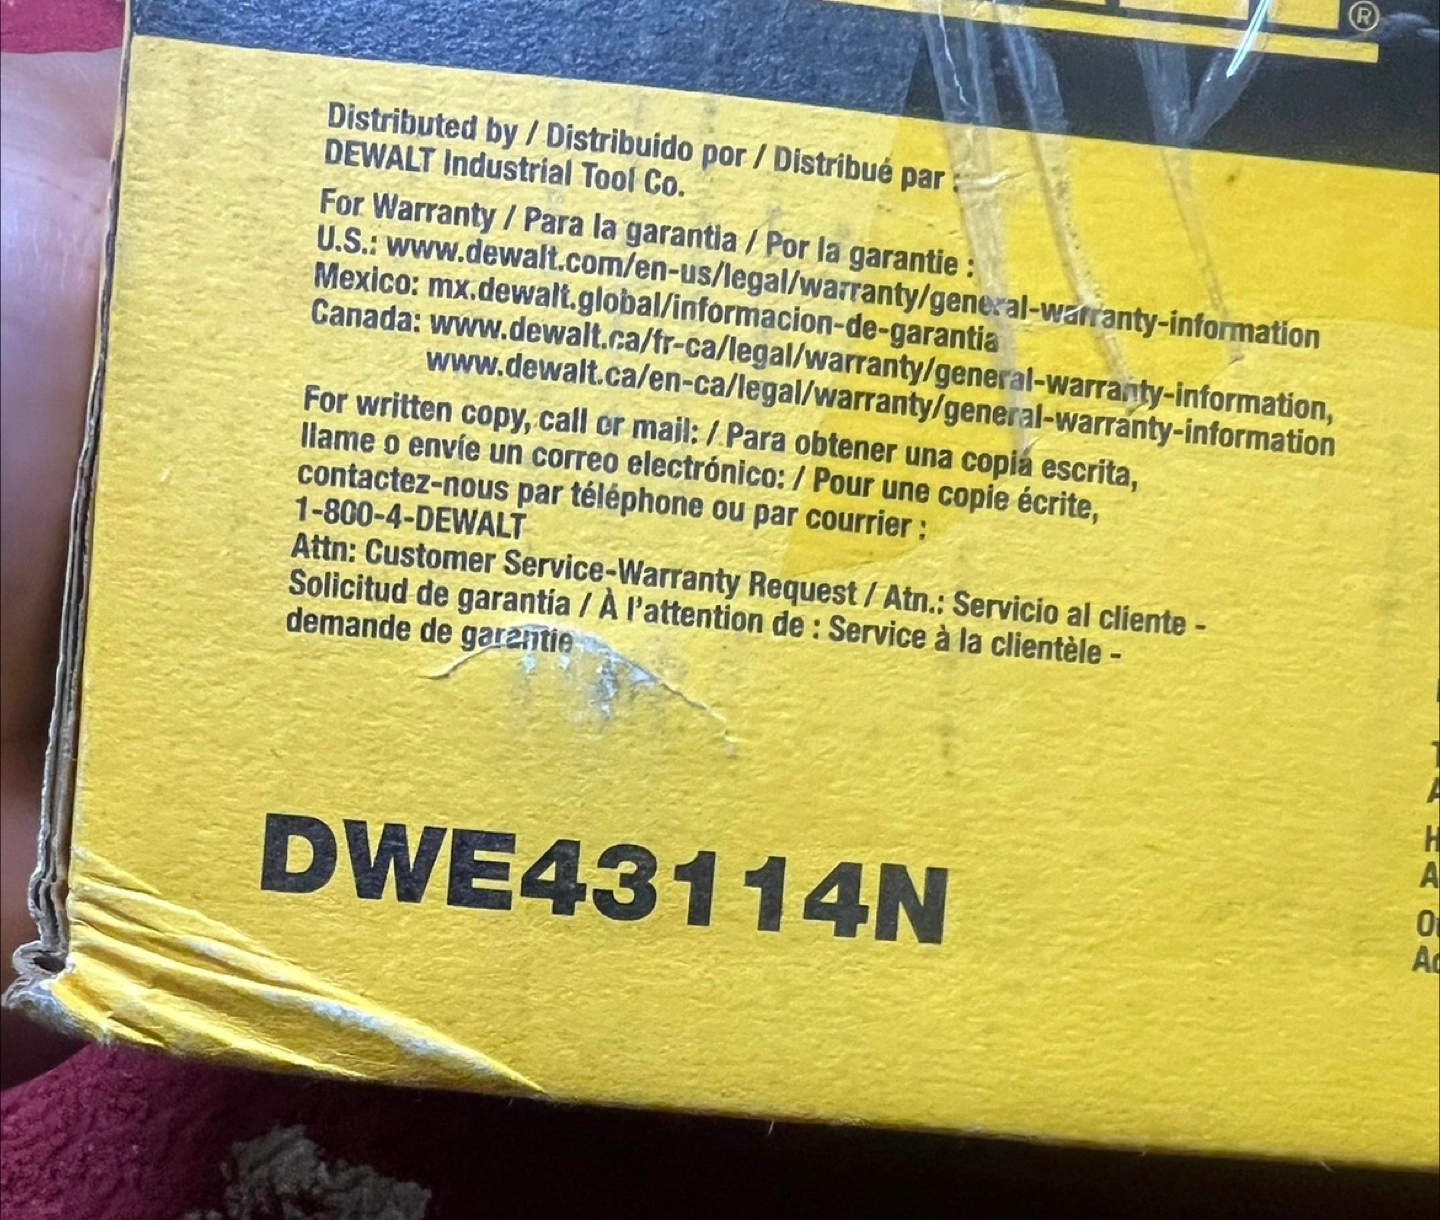 ®
Distributed by / Distribuido por / Distribué par :
DEWALT Industrial Tool Co.
For Warranty / Para la garantia / Por la garantie :
U.S.: www.dewalt.com/en-us/legal/warranty/general-warranty-information
Mexico: mx.dewalt.global/informacion-de-garantia
Canada: www.dewalt.ca/fr-ca/legal/warranty/general-warranty-information,
www.dewalt.ca/en-ca/legal/warranty/general-warranty-information
For written copy, call or mail: / Para obtener una copia escrita,
llame o envíe un correo electrónico: / Pour une copie écrite,
contactez-nous par téléphone ou par courrier :
1-800-4-DEWALT
Attn: Customer Service-Warranty Request / Atn.: Servicio al cliente -
Solicitud de garantía / À l'attention de : Service à la clientèle -
demande de garantie
DWE43114N